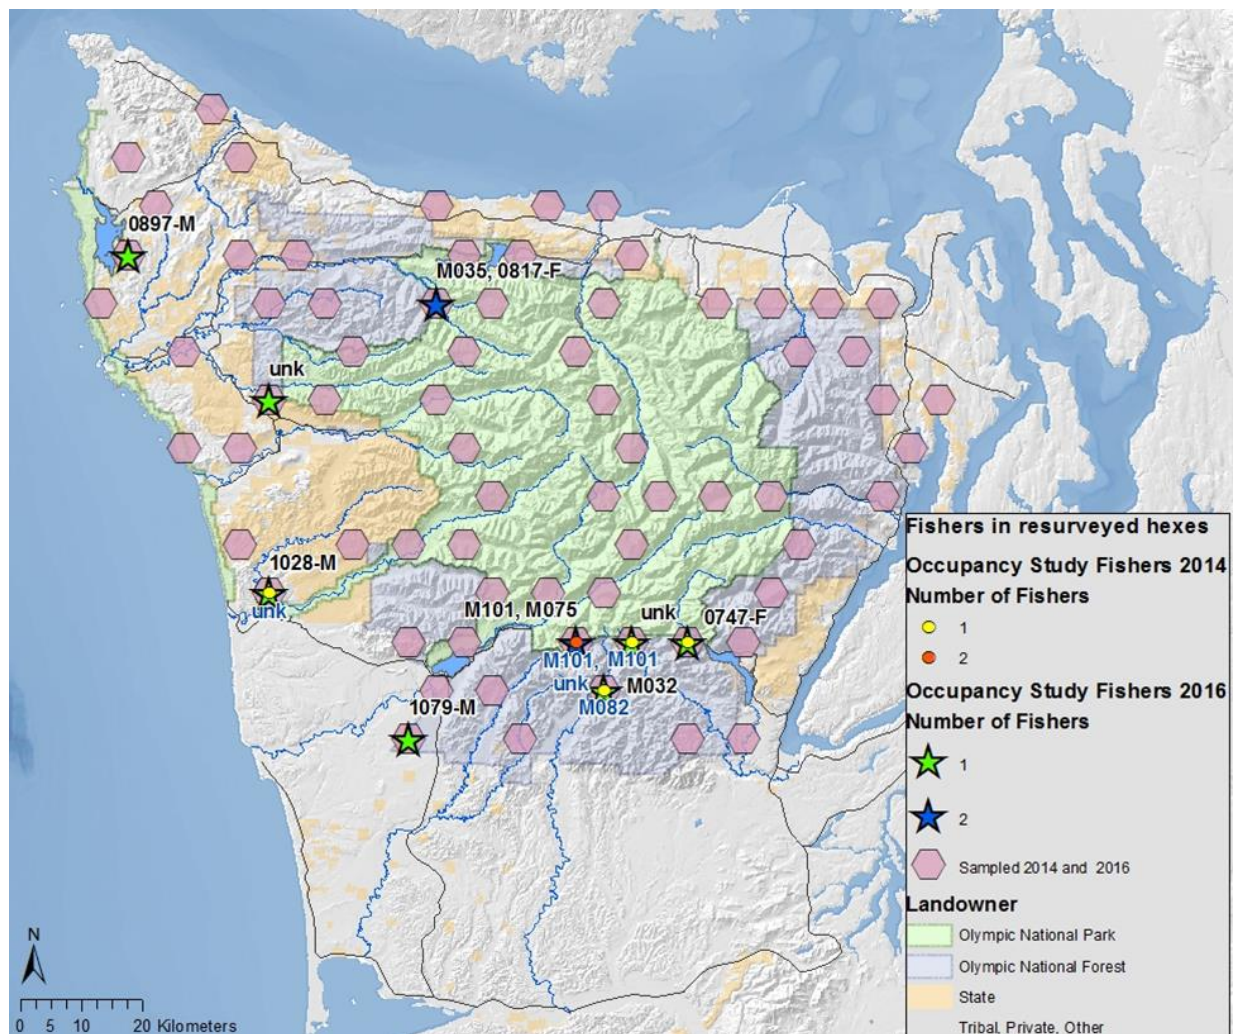 0897-M
M035, 0817-F
unk
1028-M
unk
M101, M075
unk
0747-F
M101,
M101
unk
M032
M082
1079-M
Fishers in resurveyed hexes
Occupancy Study Fishers 2014
Number of Fishers
1
2
Occupancy Study Fishers 2016
Number of Fishers
1
2
Sampled 2014 and 2016
Landowner
Olympic National Park
Olympic National Forest
State
Tribal, Private, Other
N
0 5 10 20 Kilometers